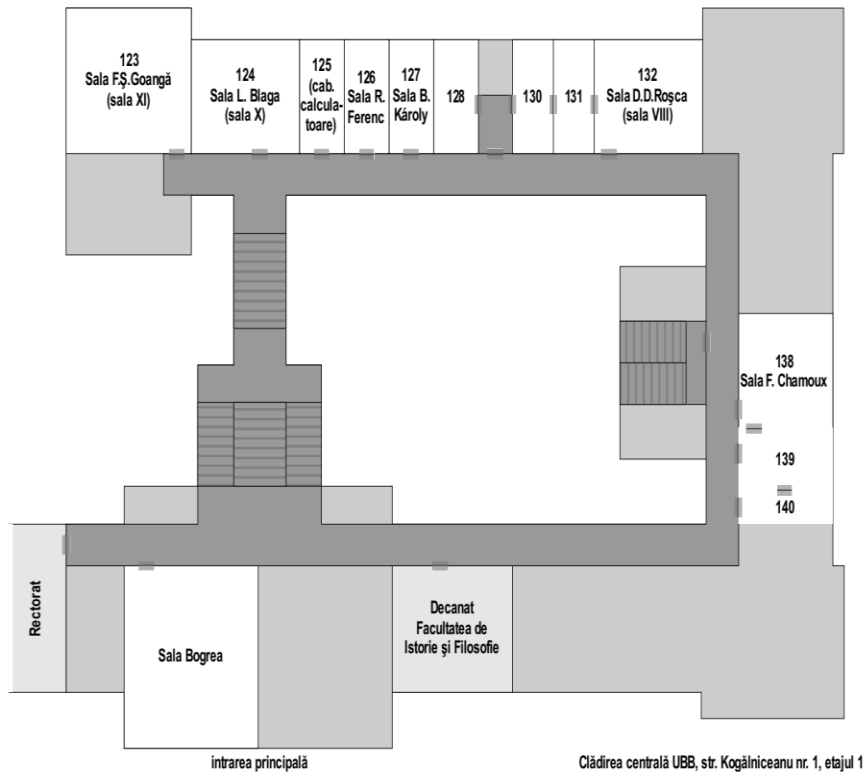 123
Sala F.Ş.Goangă
(sala XI)
124
Sala L. Blaga
(sala X)
125
(cab.
calcula-
toare)
126
Sala R.
Ferenc
127
Sala B.
Károly
128
130
131
132
Sala D.D.Roşca
(sala VIII)
138
Sala F. Chamoux
139
140
Rectorat
Sala Bogrea
Decanat
Facultatea de
Istorie şi Filosofie
intrarea principală
Clădirea centrală UBB, str. Kogălniceanu nr. 1, etajul 1